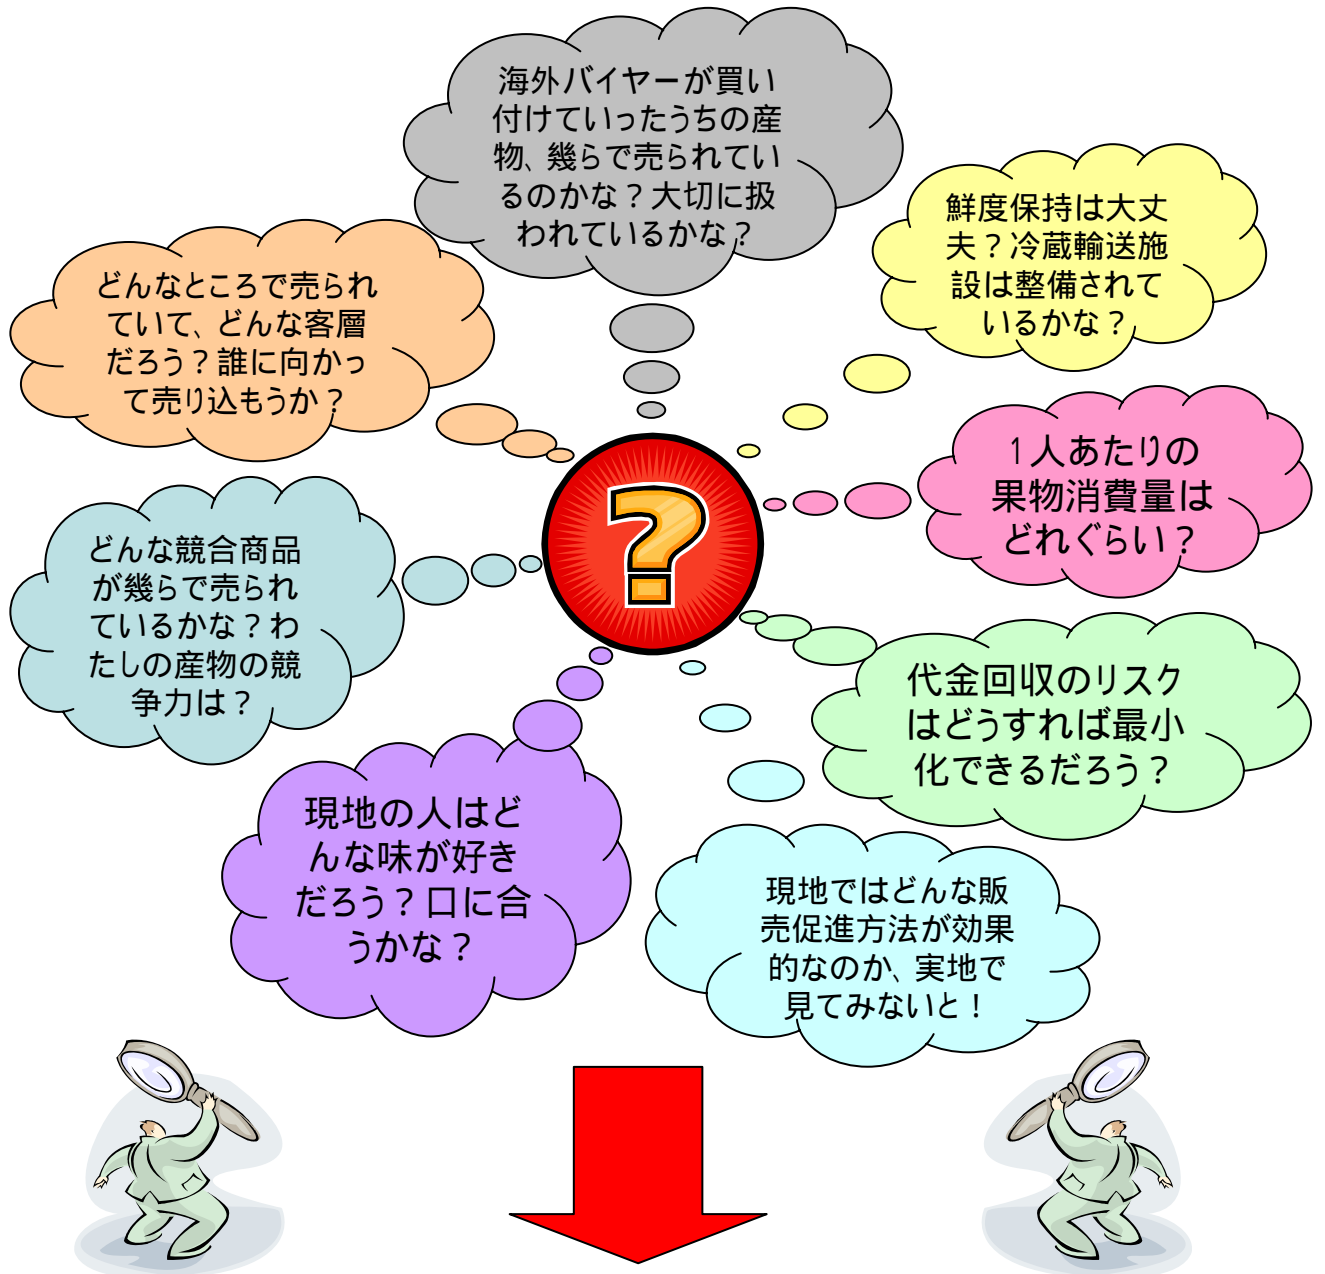 海外バイヤーが買い
付けていったうちの産
物、幾らで売られてい
るのかな？大切に扱
われているかな？
鮮度保持は大丈
夫？冷蔵輸送施
設は整備されて
いるかな？
どんなところで売られ
ていて、どんな客層
だろう？誰に向かっ
て売り込もうか？
１人あたりの
果物消費量は
どれぐらい？
どんな競合商品
が幾らで売られ
ているかな？わ
たしの産物の競
争力は？
代金回収のリスク
はどうすれば最小
化できるだろう？
現地の人はど
んな味が好き
だろう？口に合
うかな？
現地ではどんな販
売促進方法が効果
的なのか、実地で
見てみないと！
?